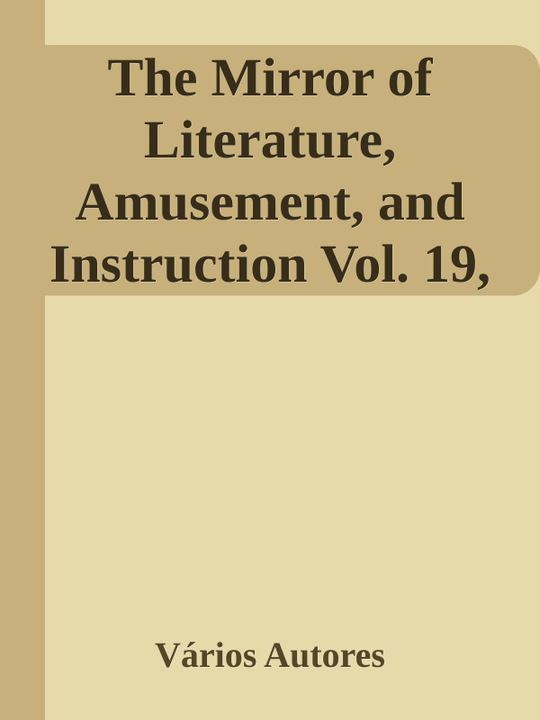 The Mirror of
Literature,
Amusement, and
Instruction Vol. 19,
Vários Autores